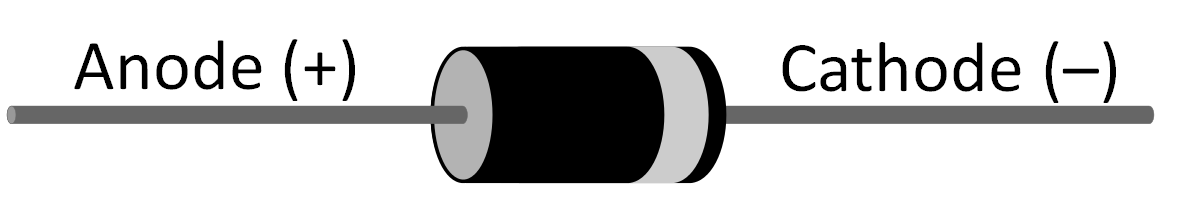 Anode (+)
Cathode (–)